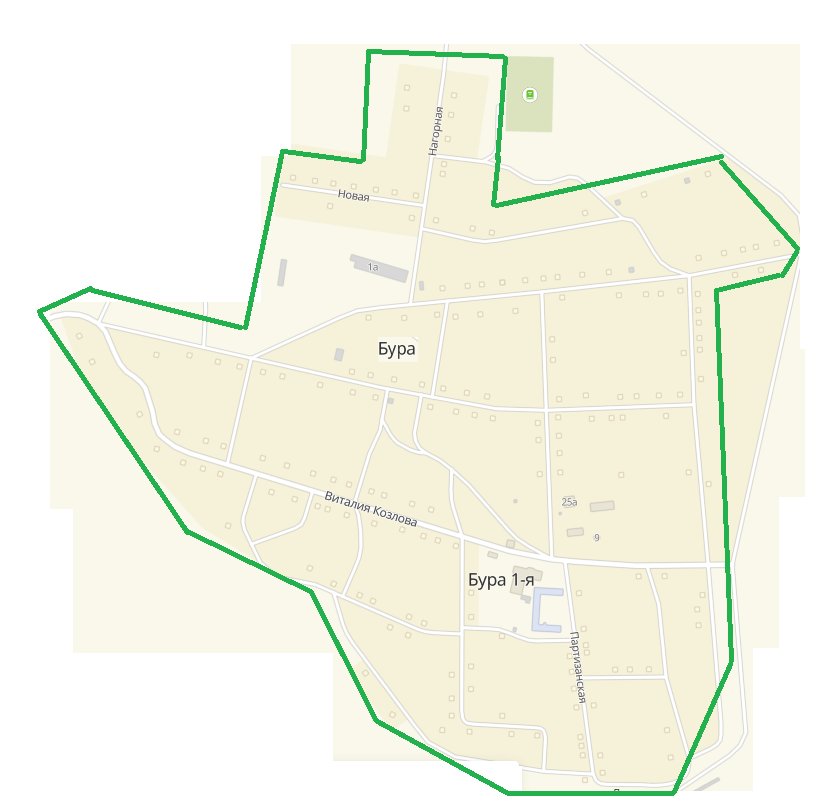 Нагорная
Новая
1а
Бура
Виталия Козлова
25а
9
Бура 1-я
Партизанская